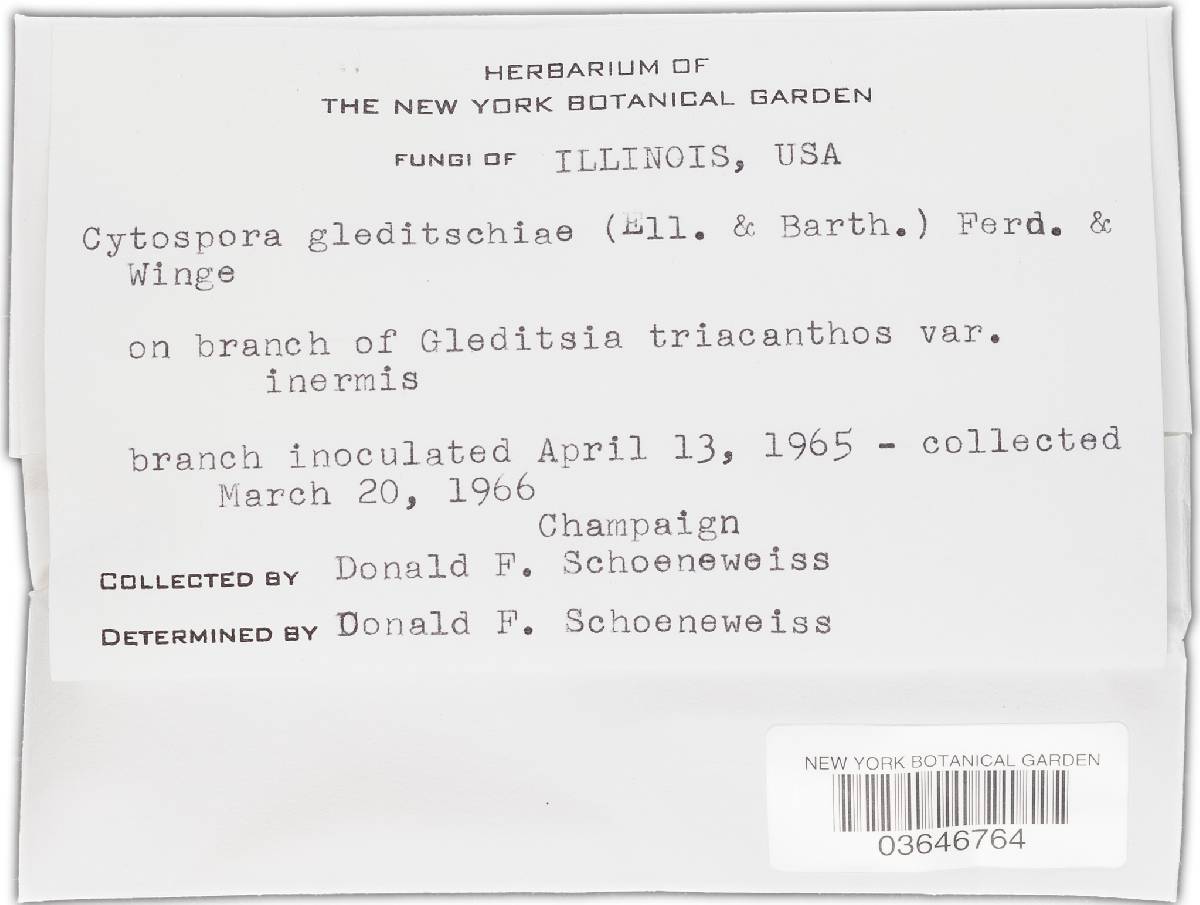 HERBARIUM OF
THE NEW YORK BOTANICAL GARDEN
FUNGI OF ILLINOIS, USA
Cytospora gleditschiae (Ell. & Barth.) Ferd. &
Winge
on branch of Gleditsia triacanthos var.
inermis
branch inoculated April 13, 1965 - collected
March 20, 1966
Champaign
COLLECTED BY Donald F. Schoeneweiss
DETERMINED BY Donald F. Schoeneweiss
NEW YORK BOTANICAL GARDEN
03646764